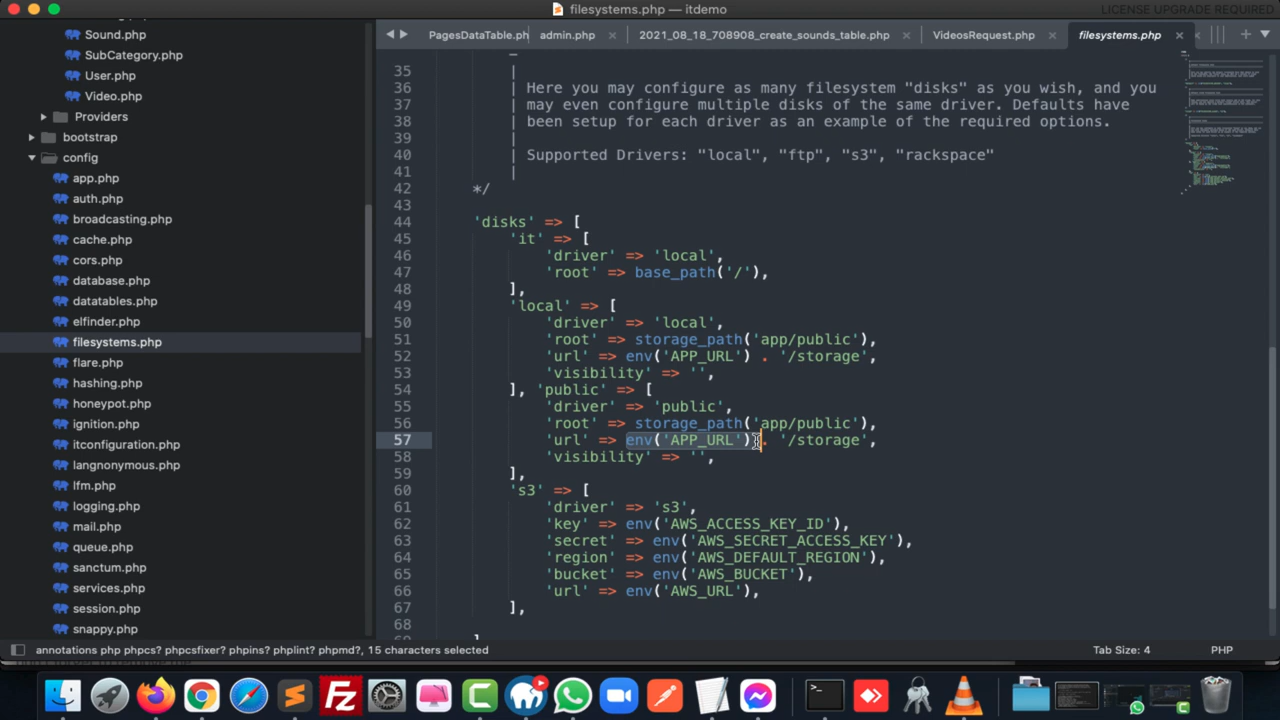 filesystems.php — itdemo
LICENSE UPGRADE REQUIRED.
Sound.php
SubCategory.php
User.php
Video.php
Providers
bootstrap
config
app.php
auth.php
broadcasting.php
cache.php
cors.php
database.php
datatables.php
elfinder.php
filesystems.php
flare.php
hashing.php
honeypot.php
ignition.php
itconfiguration.php
langnonymous.php
lfm.php
logging.php
mail.php
queue.php
sanctum.php
services.php
session.php
snappy.php
PagesDataTable.ph
admin.php
2021_08_18_708908_create_sounds_table.php
VideosRequest.php
filesystems.php
35 |
36 | Here you may configure as many filesystem "disks" as you wish, and you
37 | may even configure multiple disks of the same driver. Defaults have
38 | been setup for each driver as an example of the required options.
39 |
40 | Supported Drivers: "local", "ftp", "s3", "rackspace"
41 |
42 */
43
44 'disks' => [
45 'it' => [
46 'driver' => 'local',
47 'root' => base_path('/'),
48 ],
49 'local' => [
50 'driver' => 'local',
51 'root' => storage_path('app/public'),
52 'url' => env('APP_URL') . '/storage',
53 'visibility' => '',
54 ], 'public' => [
55 'driver' => 'public',
56 'root' => storage_path('app/public'),
57 'url' => env('APP_URL') . '/storage',
58 'visibility' => '',
59 ],
60 's3' => [
61 'driver' => 's3',
62 'key' => env('AWS_ACCESS_KEY_ID'),
63 'secret' => env('AWS_SECRET_ACCESS_KEY'),
64 'region' => env('AWS_DEFAULT_REGION'),
65 'bucket' => env('AWS_BUCKET'),
66 'url' => env('AWS_URL'),
67 ],
68
69 ]
annotations php phpcs? phpcsfixer? phpins? phplint? phpmd?, 15 characters selected
Tab Size: 4
PHP